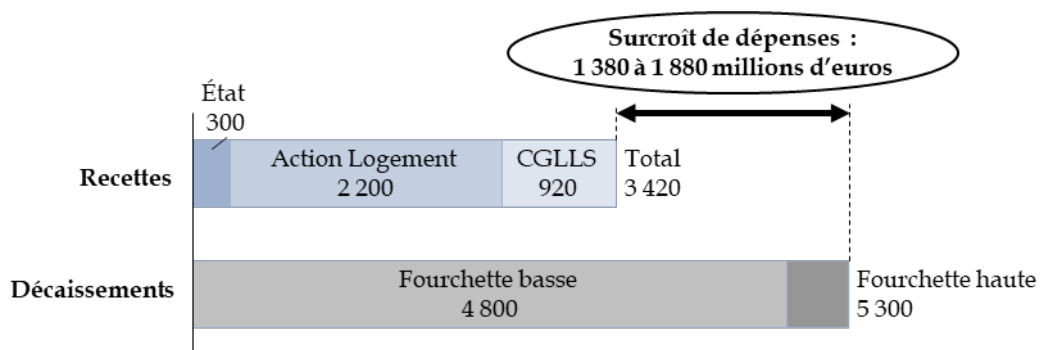 Surcroît de dépenses :
1 380 à 1 880 millions d'euros
État
300
Recettes
Action Logement
2 200
CGLLS
920
Total
3 420
Décaissements
Fourchette basse
4 800
Fourchette haute
5 300